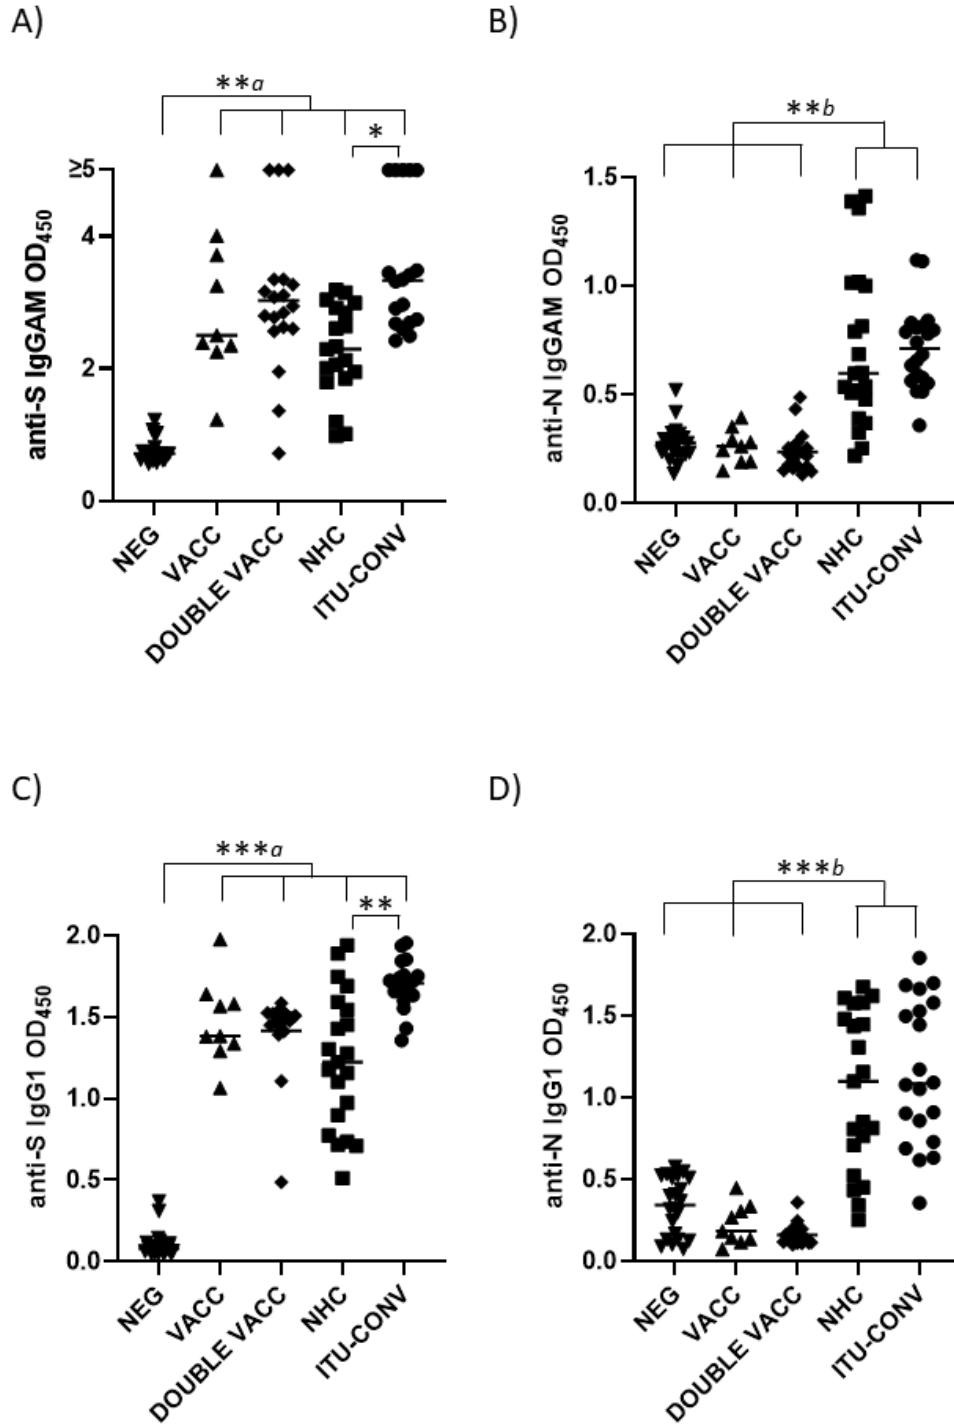 A)
**a
*
anti-S IgGAM OD450
≥5
4
2
0
NEG
VACC
DOUBLE VACC
NHC
ITU-CONV
B)
**b
anti-N IgGAM OD450
1.5
1.0
0.5
0.0
NEG
VACC
DOUBLE VACC
NHC
ITU-CONV
C)
***a
**
anti-S IgG1 OD450
2.0
1.5
1.0
0.5
0.0
NEG
VACC
DOUBLE VACC
NHC
ITU-CONV
D)
***b
anti-N IgG1 OD450
2.0
1.5
1.0
0.5
0.0
NEG
VACC
DOUBLE VACC
NHC
ITU-CONV